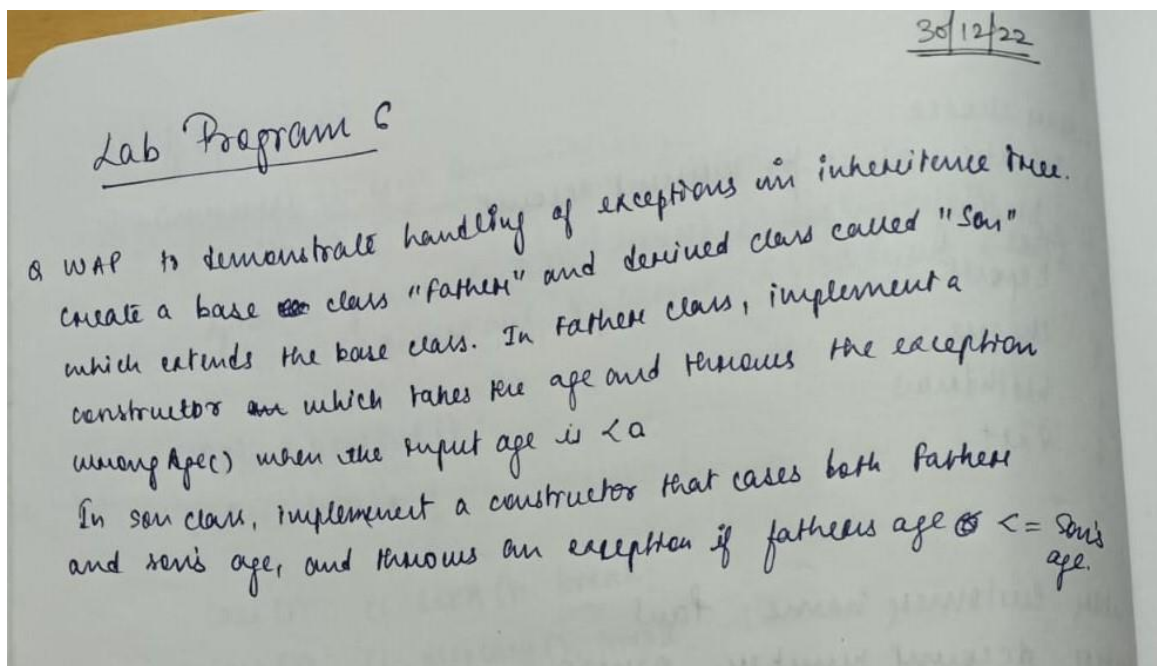 30/12/22
Lab Program 6
Q WAP to demonstrate handling of exceptions in inheritence tree.
create a base class "father" and derived class called "Son"
which extends the base class. In Father class, implement a
constructor which takes the age and throws the exception
wrong Age() when the input age is <a
In son class, implement a constructor that cases both Father
and son's age, and throws an exception if fathers age <= Son's
age.